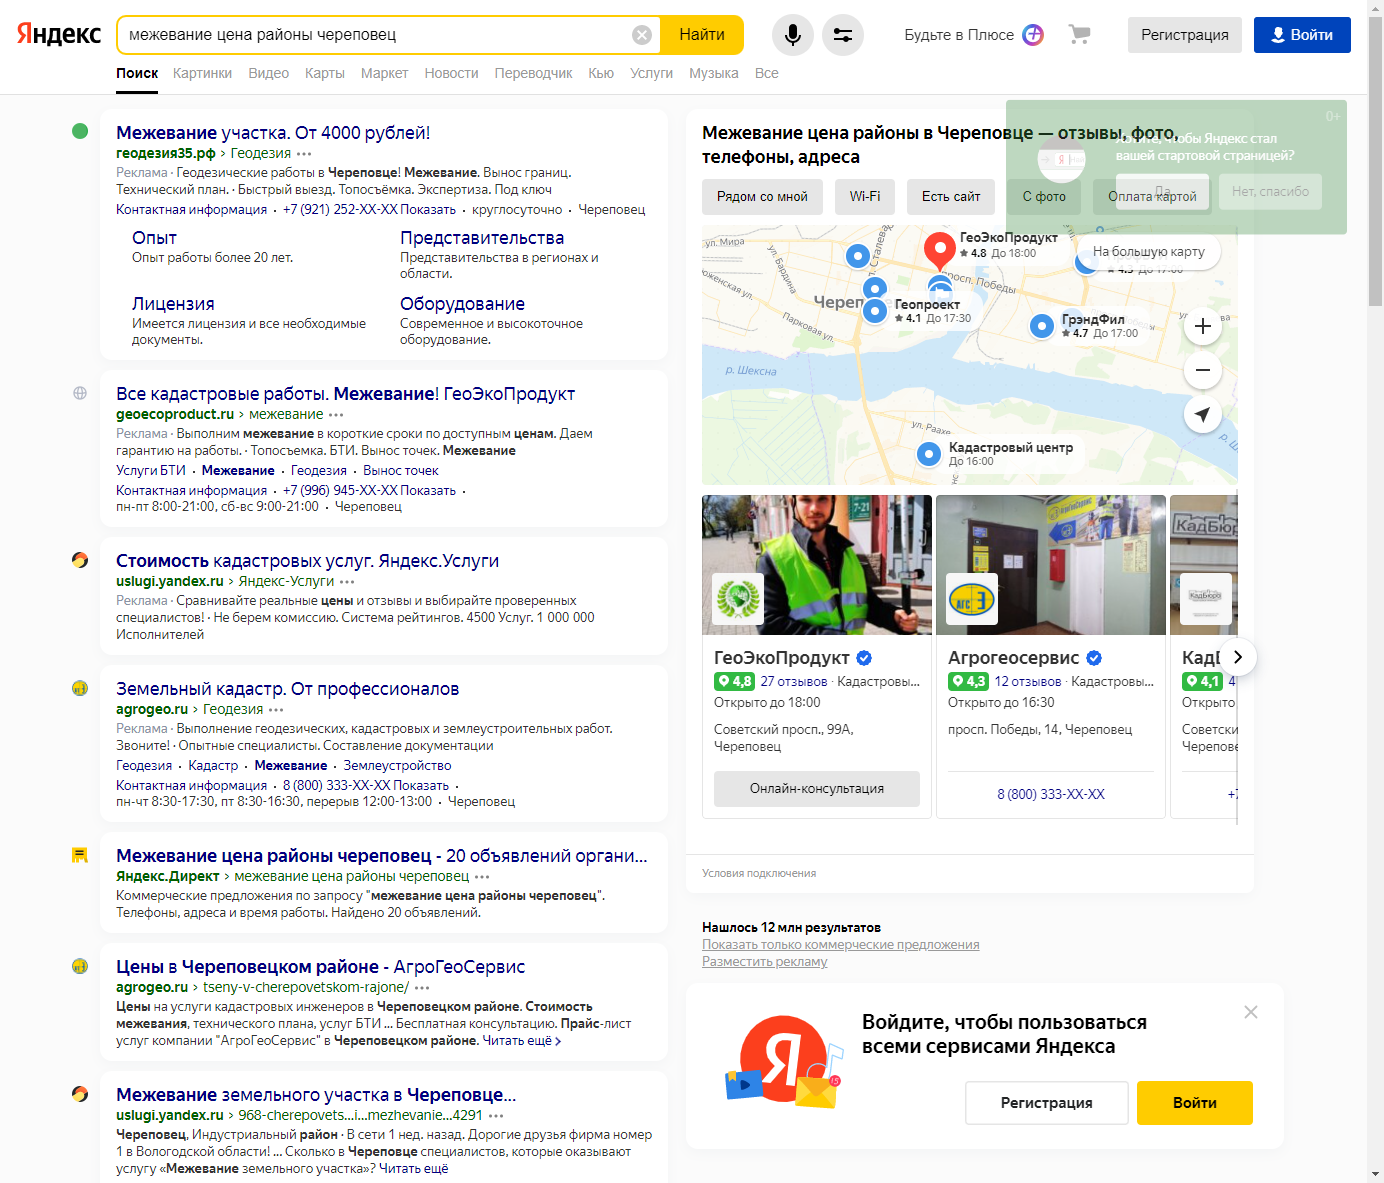 Яндекс
межевание цена районы череповец
Найти
Будьте в Плюсе
Регистрация
Войти
Поиск Картинки Видео Карты Маркет Новости Переводчик Кью Услуги Музыка Все
Межевание участка. От 4000 рублей!
геодезия35.рф › Геодезия
Реклама · Геодезические работы в Череповце! Межевание. Вынос границ.
Технический план. · Быстрый выезд. Топосъёмка. Экспертиза. Под ключ
Контактная информация · +7 (921) 252-XX-XX Показать · круглосуточно · Череповец
Опыт
Опыт работы более 20 лет.
Представительства
Представительства в регионах и
области.
Лицензия
Имеется лицензия и все необходимые
документы.
Оборудование
Современное и высокоточное
оборудование.
Все кадастровые работы. Межевание! ГеоЭкоПродукт
geoecoproduct.ru › межевание
Реклама · Выполним межевание в короткие сроки по доступным ценам. Даем
гарантию на работы. · Топосъемка. БТИ. Вынос точек. Межевание
Услуги БТИ · Межевание · Геодезия · Вынос точек
Контактная информация · +7 (996) 945-XX-XX Показать ·
пн-пт 8:00-21:00, сб-вс 9:00-21:00 · Череповец
Стоимость кадастровых услуг. Яндекс.Услуги
uslugi.yandex.ru › Яндекс-Услуги
Реклама · Сравнивайте реальные цены и отзывы и выбирайте проверенных
специалистов! · Не берем комиссию. Система рейтингов. 4500 Услуг. 1 000 000
Исполнителей
Земельный кадастр. От профессионалов
agrogeo.ru › Геодезия
Реклама · Выполнение геодезических, кадастровых и землеустроительных работ.
Звоните! · Опытные специалисты. Составление документации
Геодезия · Кадастр · Межевание · Землеустройство
Контактная информация · 8 (800) 333-XX-XX Показать ·
пн-чт 8:30-17:30, пт 8:30-16:30, перерыв 12:00-13:00 · Череповец
Межевание цена районы череповец - 20 объявлений органи...
Яндекс.Директ › межевание цена районы череповец
Коммерческие предложения по запросу "межевание цена районы череповец".
Телефоны, адреса и время работы. Найдено 20 объявлений.
Цены в Череповецком районе - АгроГеоСервис
agrogeo.ru › tseny-v-cherepovetskom-rajone/
Цены на услуги кадастровых инженеров в Череповецком районе. Стоимость
межевания, технического плана, услуг БТИ ... Бесплатная консультацию. Прайс-лист
услуг компании "АгроГеоСервис" в Череповецком районе. Читать ещё ›
Межевание земельного участка в Череповце...
uslugi.yandex.ru › 968-cherepovets...i...mezhevanie...4291
Череповец, Индустриальный район · В сети 1 нед. назад. Дорогие друзья фирма номер
1 в Вологодской области! ... Сколько в Череповце специалистов, которые оказывают
услугу «Межевание земельного участка»? Читать ещё
Межевание цена районы в Череповце — отзывы, фото,
телефоны, адреса
0+
Хотите, чтобы Яндекс стал
вашей стартовой страницей?
Да
Нет, спасибо
Рядом со мной
Wi-Fi
Есть сайт
С фото
Оплата картой
ул. Мира
ул. Бардина
ул. Сталева
просп. Победы
Парковая ул.
р. Шексна
ул. Раахе
ГеоЭкоПродукт
4.8 До 18:00
На большую карту
Геопроект
4.1 До 17:30
ГрэндФил
4.7 До 17:00
Кадастровый центр
До 16:00
7-21
КадБюро
АГС
ГеоЭкоПродукт
4,8 27 отзывов · Кадастровы...
Открыто до 18:00
Советский просп., 99А,
Череповец
Онлайн-консультация
Агрогеосервис
4,3 12 отзывов · Кадастровы...
Открыто до 16:30
просп. Победы, 14, Череповец
8 (800) 333-XX-XX
4,1
Открыто
Условия подключения
Нашлось 12 млн результатов
Показать только коммерческие предложения
Разместить рекламу
Войдите, чтобы пользоваться
всеми сервисами Яндекса
Я
15
Регистрация
Войти